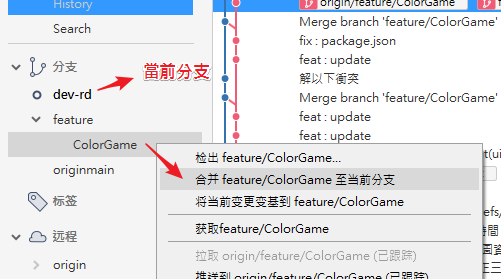 History
Search
分支
dev-rd
當前分支
feature
ColorGame
originmain
标签
远程
origin
origin/feature/ColorGame
Merge branch 'feature/ColorGame'
fix : package.json
feat : update
解以下衝突
Merge branch 'feature/ColorGame'
feat : update
feat : update
检出 feature/ColorGame...
合并 feature/ColorGame 至当前分支
将当前变更变基到 feature/ColorGame
获取feature/ColorGame
拉取 origin/feature/ColorGame (已跟踪)
推送到 origin/feature/ColorGame (已跟踪)